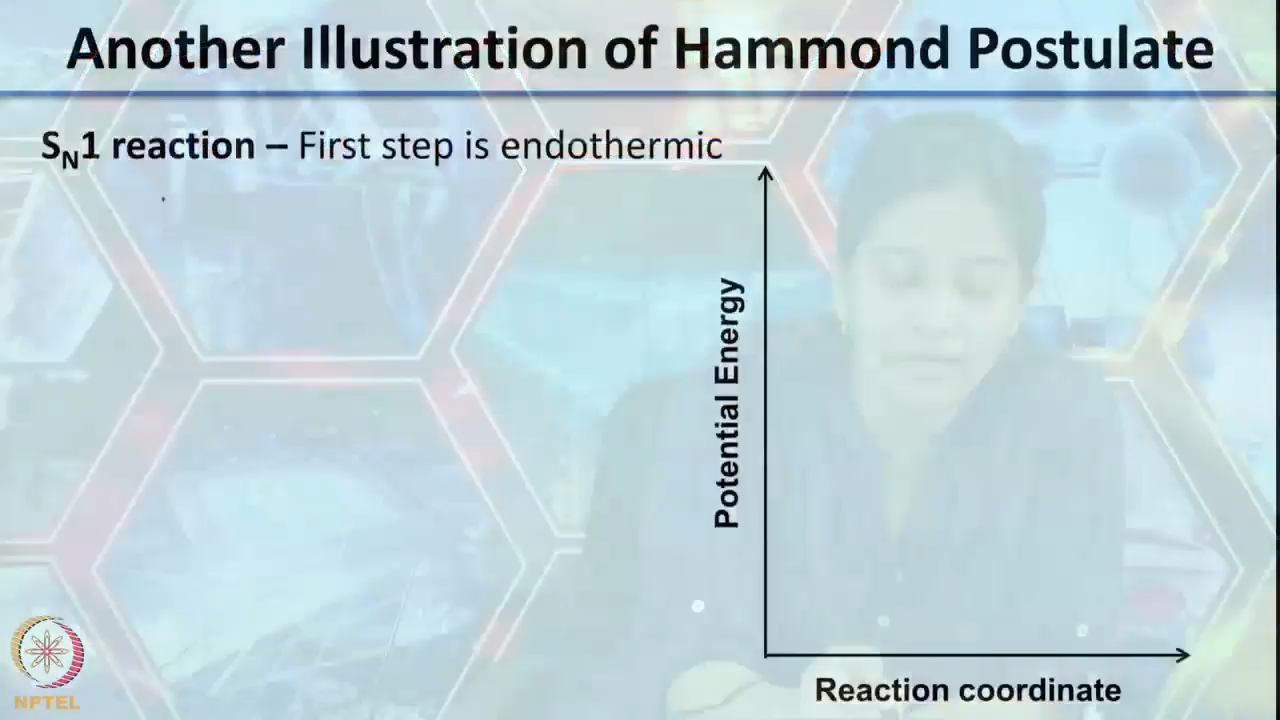 Another Illustration of Hammond Postulate
SN1 reaction – First step is endothermic
Potential Energy
Reaction coordinate
NPTEL